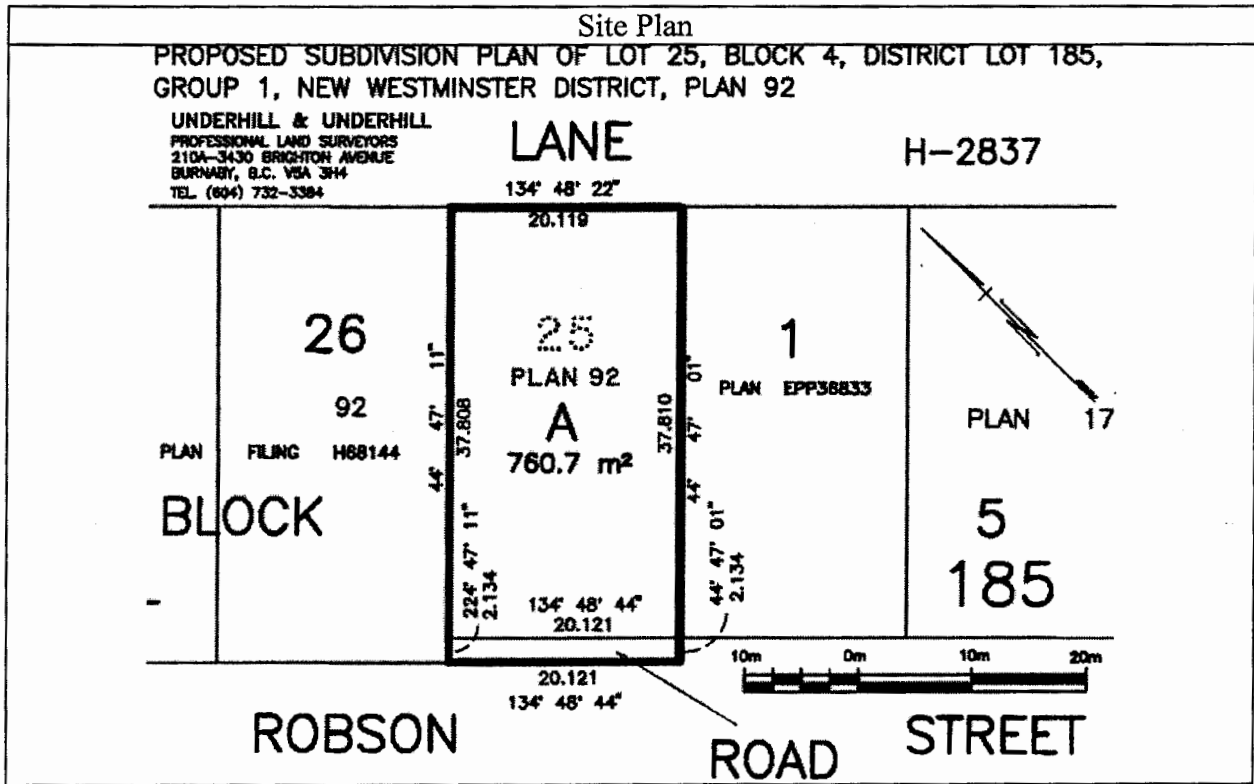 Site Plan
PROPOSED SUBDIVISION PLAN OF LOT 25, BLOCK 4, DISTRICT LOT 185,
GROUP 1, NEW WESTMINSTER DISTRICT, PLAN 92
UNDERHILL & UNDERHILL
PROFESSIONAL LAND SURVEYORS
210A-3430 BRIGHTON AVENUE
BURNABY, B.C. V5A 3H4
TEL. (604) 732-3384
LANE
H-2837
134° 48' 22"
20.119
26
92
PLAN FILING H68144
BLOCK
44° 47' 11"
37.808
25
PLAN 92
A
760.7 m²
37.810
44° 47' 01"
1
PLAN EPP36833
PLAN 17
5
185
224° 47' 11"
2.134
134° 48' 44"
20.121
44° 47' 01"
2.134
20.121
134° 48' 44"
10m 0m 10m 20m
ROBSON
ROAD
STREET